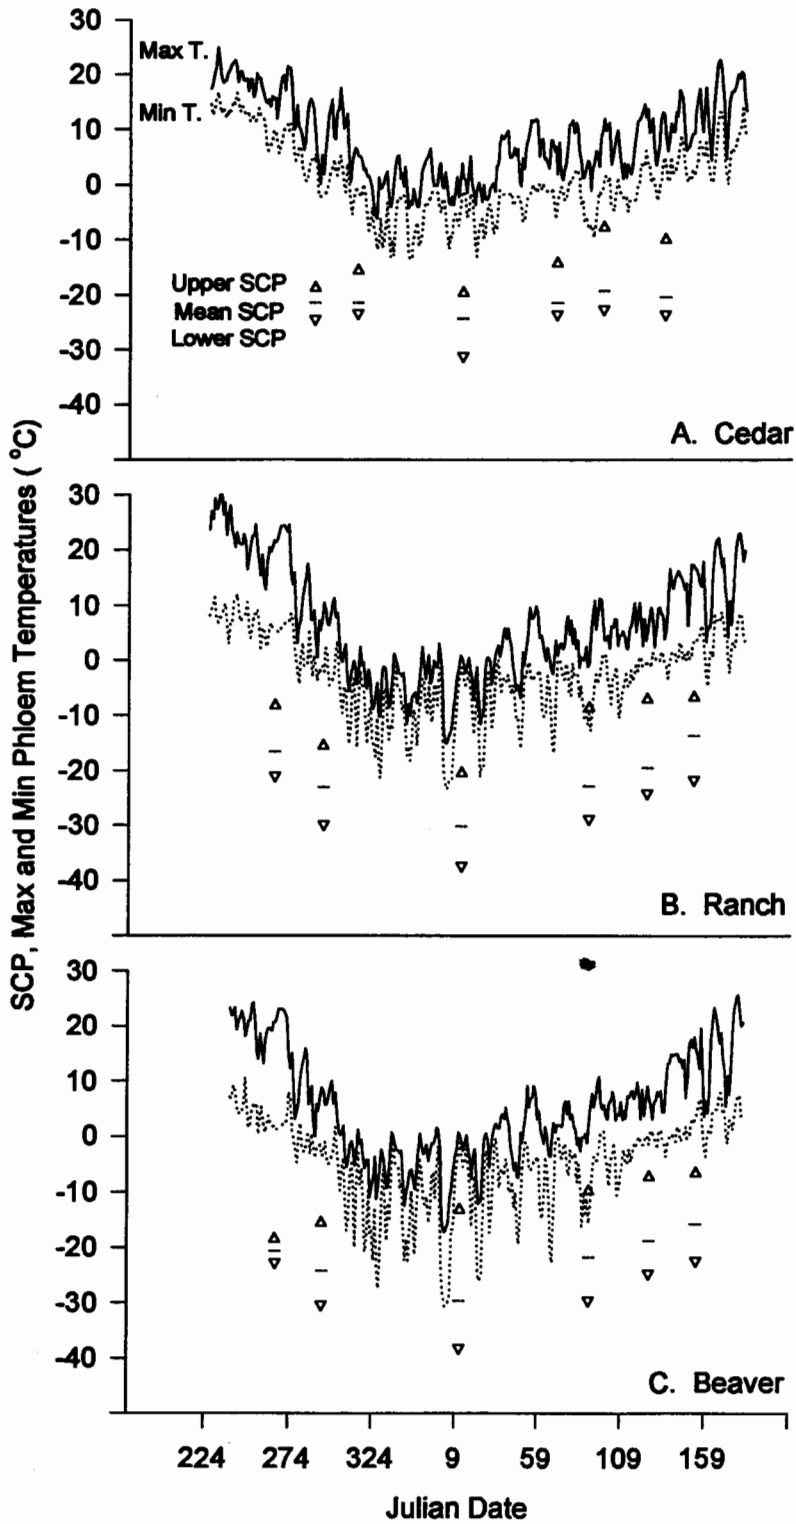 SCP, Max and Min Phloem Temperatures (°C)
30
20
10
0
-10
-20
-30
-40
Max T.
Min T.
Upper SCP
Mean SCP
Lower SCP
A. Cedar
30
20
10
0
-10
-20
-30
-40
B. Ranch
30
20
10
0
-10
-20
-30
-40
C. Beaver
224 274 324 9 59 109 159
Julian Date